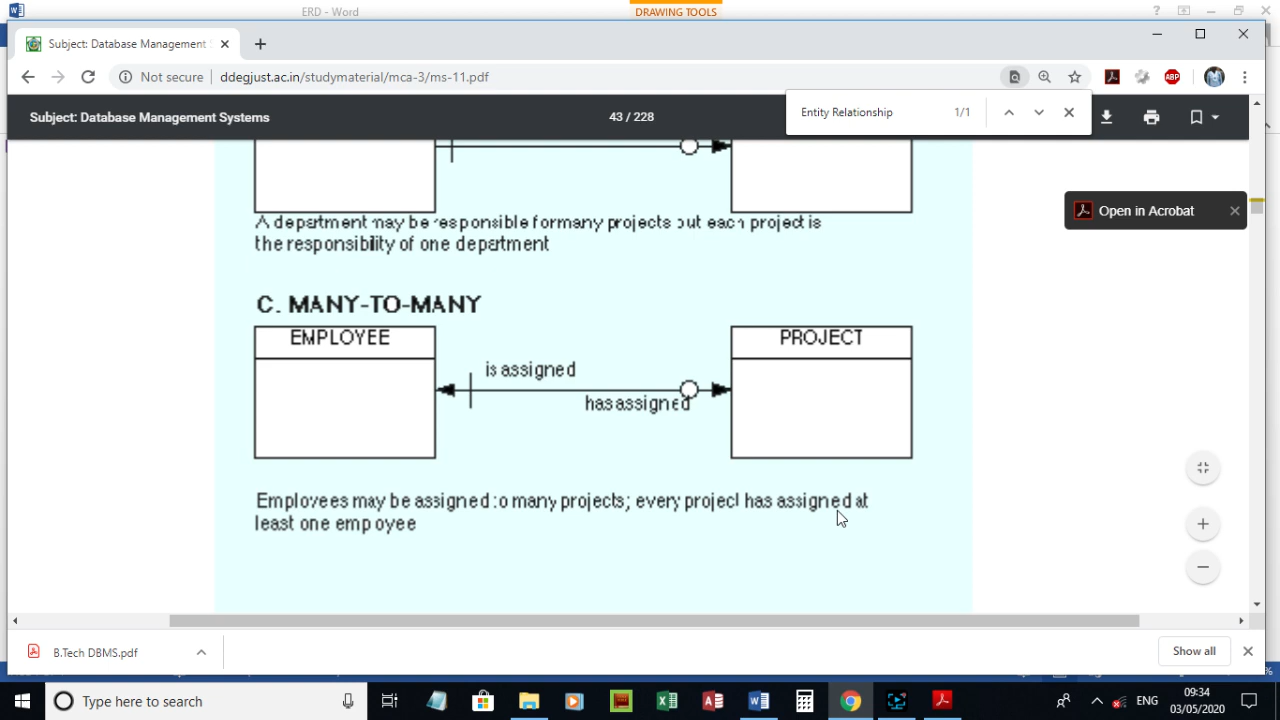 ERD - Word
DRAWING TOOLS
Subject: Database Management S
Not secure
ddegjust.ac.in/studymaterial/mca-3/ms-11.pdf
ABP
Entity Relationship 1/1
Subject: Database Management Systems
43 / 228
Open in Acrobat
A department may be responsible formany projects but each project is
the responsibility of one department
C. MANY-TO-MANY
EMPLOYEE
PROJECT
is assigned
has assigned
Employees may be assigned to many projects; every project has assigned at
least one employee
B.Tech DBMS.pdf
Show all
Type here to search
ENG
09:34
03/05/2020